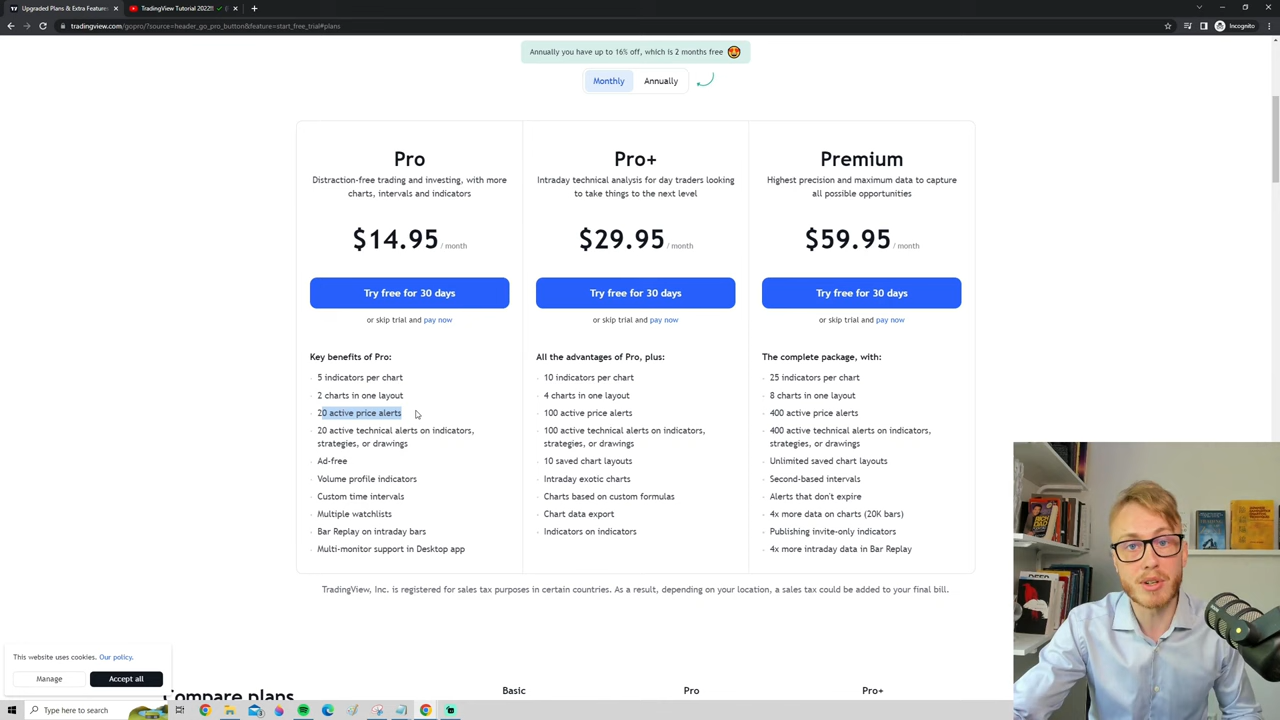 Upgraded Plans & Extra Features
TradingView Tutorial 2022!!!
tradingview.com/gopro/?source=header_go_pro_button&feature=start_free_trial#plans
Incognito
Annually you have up to 16% off, which is 2 months free
Monthly
Annually
Pro
Distraction-free trading and investing, with more
charts, intervals and indicators
$14.95 / month
Try free for 30 days
or skip trial and pay now
Key benefits of Pro:
5 indicators per chart
2 charts in one layout
20 active price alerts
20 active technical alerts on indicators,
strategies, or drawings
Ad-free
Volume profile indicators
Custom time intervals
Multiple watchlists
Bar Replay on intraday bars
Multi-monitor support in Desktop app
Pro+
Intraday technical analysis for day traders looking
to take things to the next level
$29.95 / month
Try free for 30 days
or skip trial and pay now
All the advantages of Pro, plus:
10 indicators per chart
4 charts in one layout
100 active price alerts
100 active technical alerts on indicators,
strategies, or drawings
10 saved chart layouts
Intraday exotic charts
Charts based on custom formulas
Chart data export
Indicators on indicators
Premium
Highest precision and maximum data to capture
all possible opportunities
$59.95 / month
Try free for 30 days
or skip trial and pay now
The complete package, with:
25 indicators per chart
8 charts in one layout
400 active price alerts
400 active technical alerts on indicators,
strategies, or drawings
Unlimited saved chart layouts
Second-based intervals
Alerts that don't expire
4x more data on charts (20K bars)
Publishing invite-only indicators
4x more intraday data in Bar Replay
TradingView, Inc. is registered for sales tax purposes in certain countries. As a result, depending on your location, a sales tax could be added to your final bill.
This website uses cookies. Our policy.
Manage
Accept all
Compare plans
Basic
Pro
Pro+
Type here to search
RICH DAD